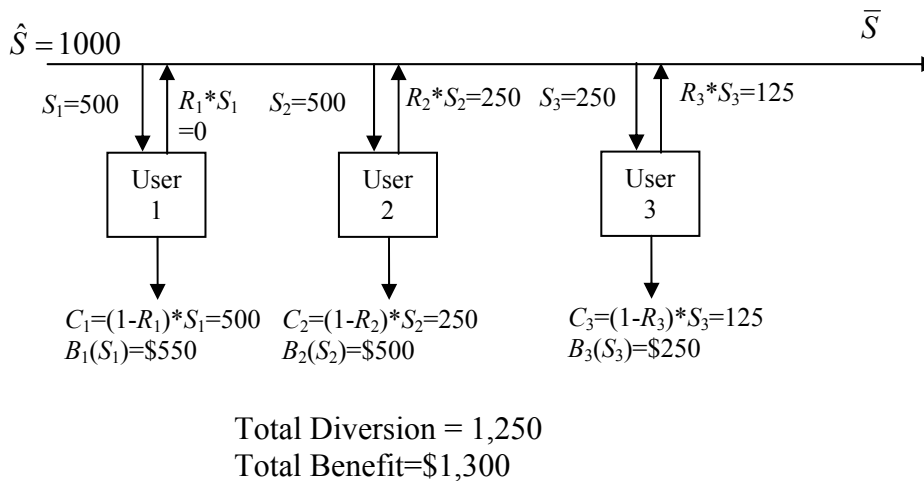 Ŝ = 1000
S̅
S₁=500
R₁*S₁
=0
S₂=500
R₂*S₂=250
S₃=250
R₃*S₃=125
User
1
User
2
User
3
C₁=(1-R₁)*S₁=500
B₁(S₁)=$550
C₂=(1-R₂)*S₂=250
B₂(S₂)=$500
C₃=(1-R₃)*S₃=125
B₃(S₃)=$250
Total Diversion = 1,250
Total Benefit=$1,300